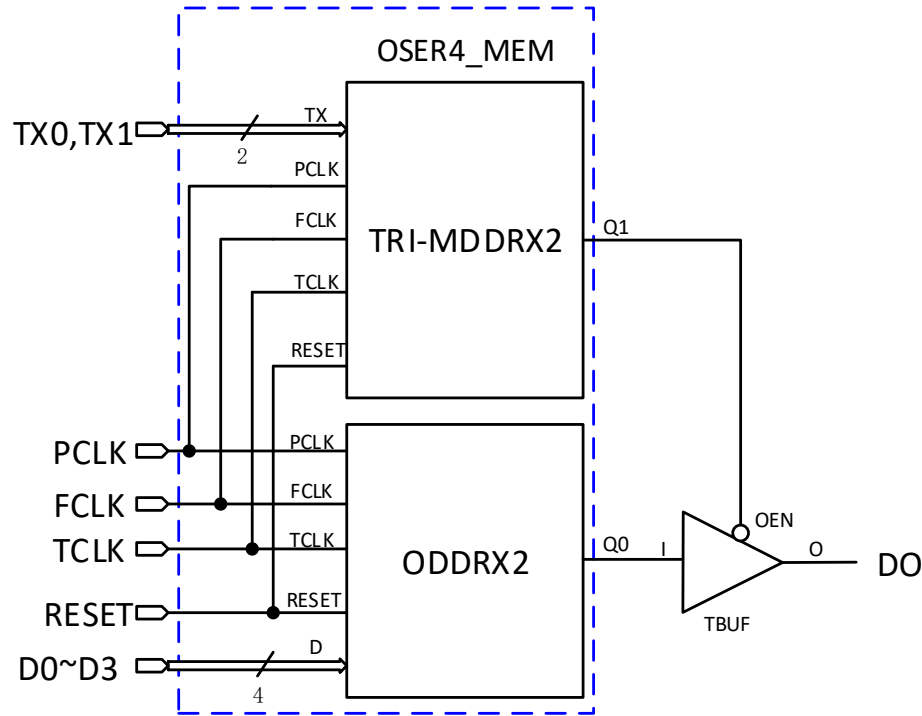 OSER4_MEM
TX0,TX1
2
TX
PCLK
FCLK
TCLK
RESET
TRI-MDDRX2
Q1
PCLK
FCLK
TCLK
RESET
D0~D3
4
PCLK
FCLK
TCLK
RESET
D
ODDRX2
Q0
I
OEN
O
TBUF
DO